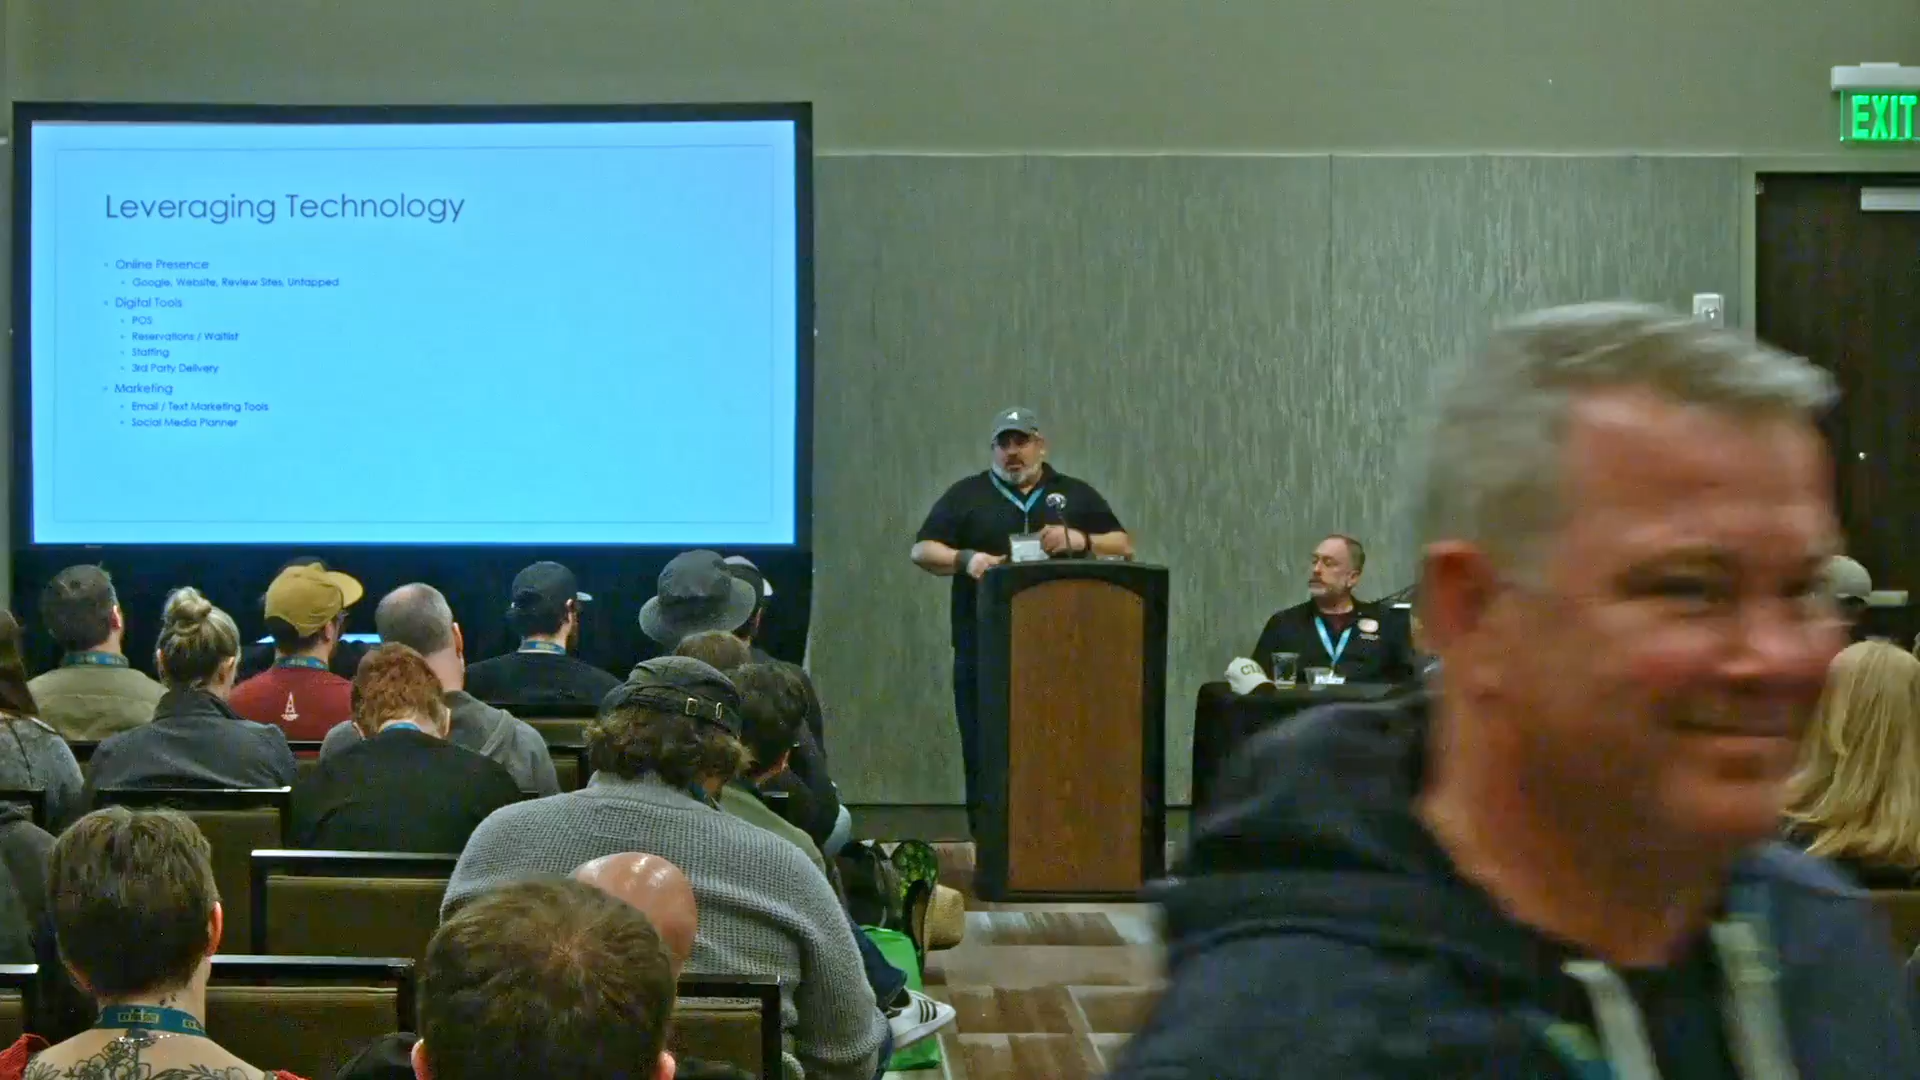 Leveraging Technology
Online Presence
Google, Website, Review Sites, Untapped
Digital Tools
POS
Reservations / Waitlist
Staffing
3rd Party Delivery
Marketing
Email / Text Marketing Tools
Social Media Planner
EXIT